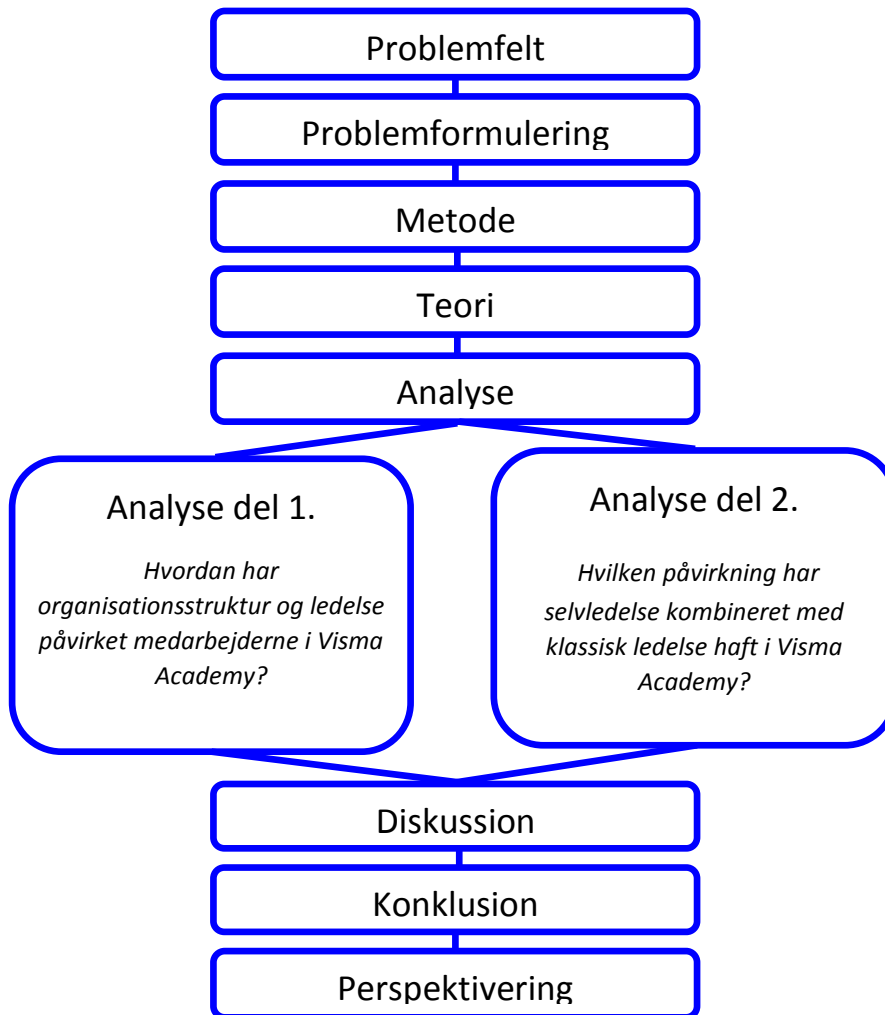 Problemfelt
Problemformulering
Metode
Teori
Analyse
Analyse del 1.
Hvordan har
organisationsstruktur og ledelse
påvirket medarbejderne i Visma
Academy?
Analyse del 2.
Hvilken påvirkning har
selvledelse kombineret med
klassisk ledelse haft i Visma
Academy?
Diskussion
Konklusion
Perspektivering